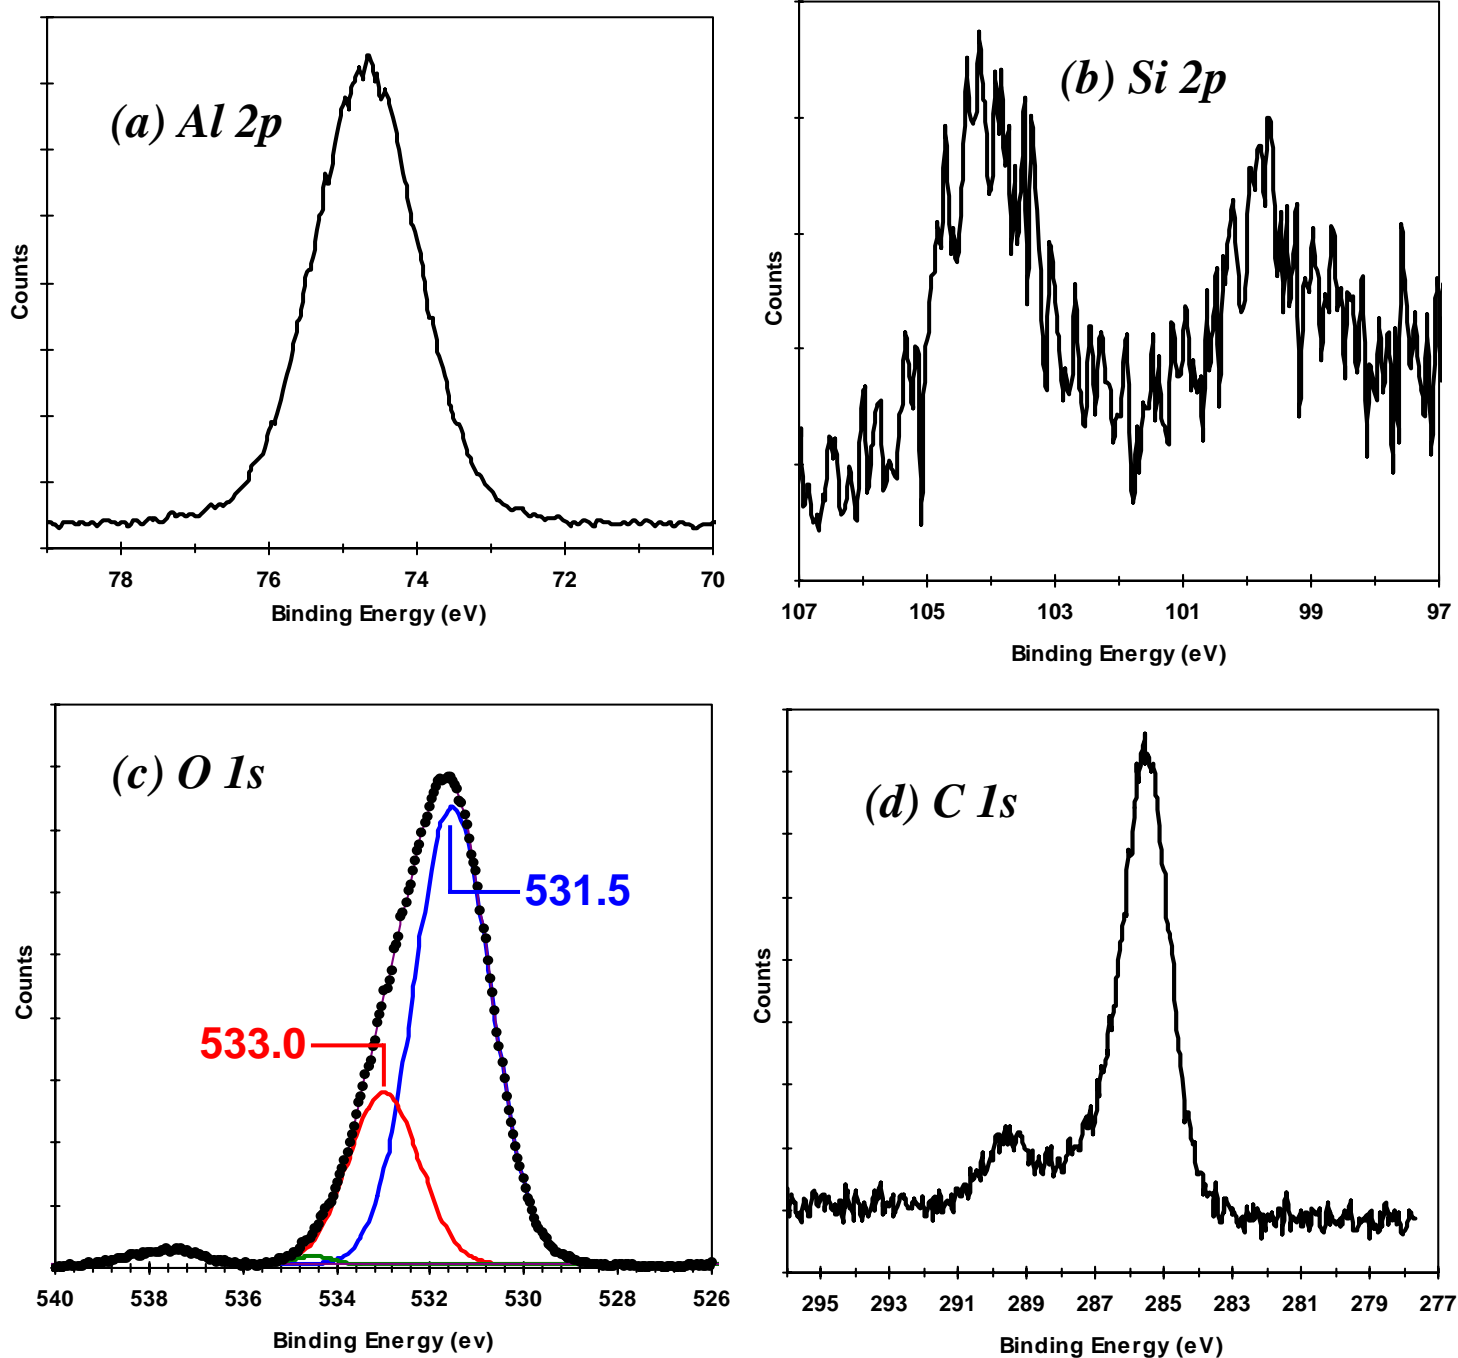 (a) Al 2p
Counts
78 76 74 72 70
Binding Energy (eV)
(b) Si 2p
Counts
107 105 103 101 99 97
Binding Energy (eV)
(c) O 1s
531.5
533.0
Counts
540 538 536 534 532 530 528 526
Binding Energy (ev)
(d) C 1s
Counts
295 293 291 289 287 285 283 281 279 277
Binding Energy (eV)